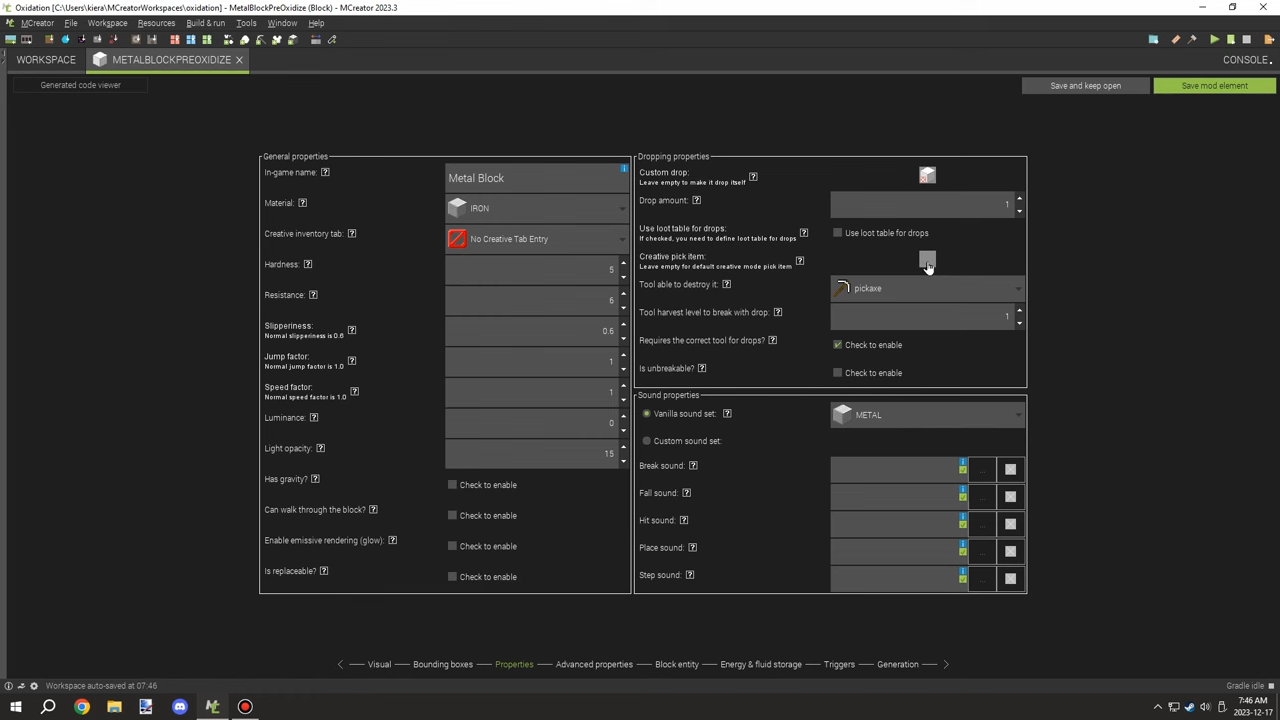 Oxidation [C:\Users\kiera\MCreatorWorkspaces\oxidation] - MetalBlockPreOxidize (Block) - MCreator 2023.3
MCreator File Workspace Resources Build & run Tools Window Help
WORKSPACE METALBLOCKPREOXIDIZE CONSOLE
Generated code viewer Save and keep open Save mod element
General properties
In-game name: ? Metal Block
Material: ? IRON
Creative inventory tab: ? No Creative Tab Entry
Hardness: ? 5
Resistance: ? 6
Slipperiness: ? 0.6
Normal slipperiness is 0.6
Jump factor: ? 1
Normal jump factor is 1.0
Speed factor: ? 1
Normal speed factor is 1.0
Luminance: ? 0
Light opacity: ? 15
Has gravity? ? Check to enable
Can walk through the block? ? Check to enable
Enable emissive rendering (glow): ? Check to enable
Is replaceable? ? Check to enable
Dropping properties
Custom drop: ?
Leave empty to make it drop itself
Drop amount: ? 1
Use loot table for drops: ? Use loot table for drops
If checked, you need to define loot table for drops
Creative pick item: ?
Leave empty for default creative mode pick item
Tool able to destroy it: ? pickaxe
Tool harvest level to break with drop: ? 1
Requires the correct tool for drops? ? Check to enable
Is unbreakable? ? Check to enable
Sound properties
Vanilla sound set: ? METAL
Custom sound set:
Break sound: ? ...
Fall sound: ? ...
Hit sound: ? ...
Place sound: ? ...
Step sound: ? ...
Visual Bounding boxes Properties Advanced properties Block entity Energy & fluid storage Triggers Generation
Workspace auto-saved at 07:46 Gradle idle
7:46 AM
2023-12-17